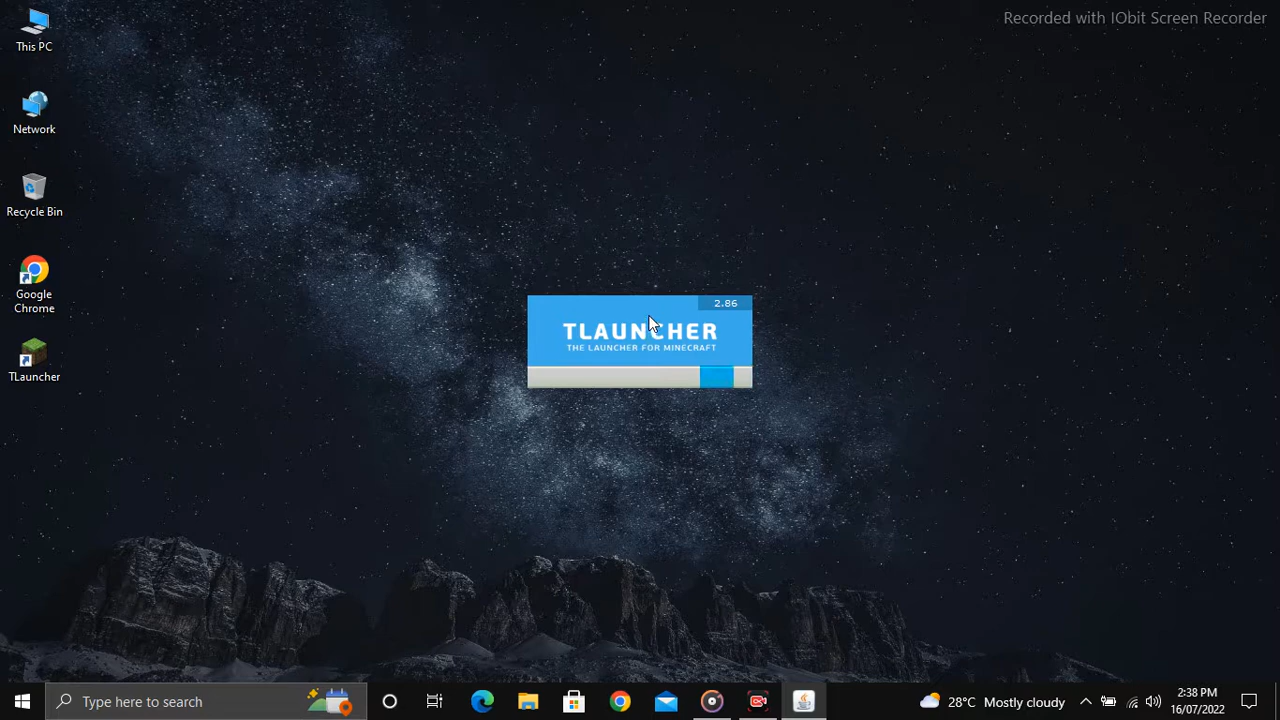 Recorded with IObit Screen Recorder
This PC
Network
Recycle Bin
Google
Chrome
TLauncher
2.86
TLAUNCHER
THE LAUNCHER FOR MINECRAFT
Type here to search
28°C Mostly cloudy
2:38 PM
16/07/2022